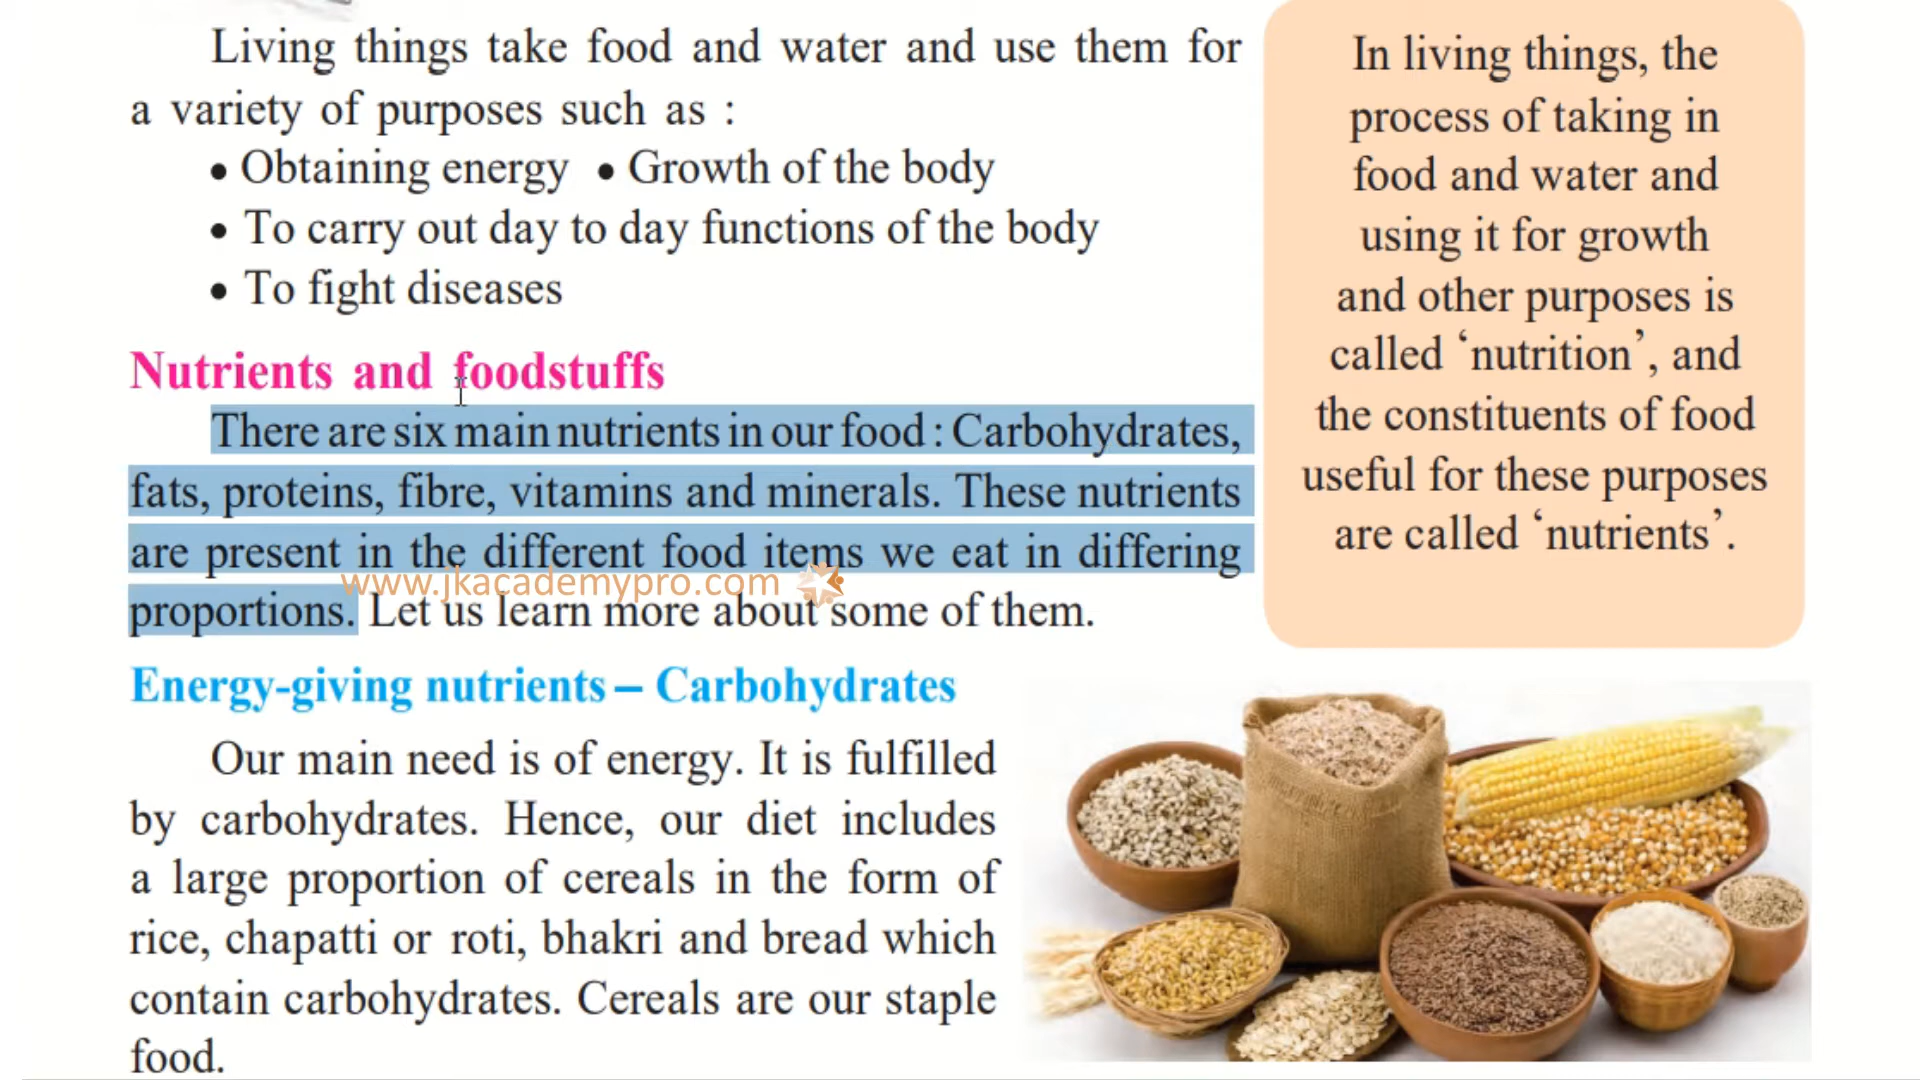 Living things take food and water and use them for
a variety of purposes such as :
• Obtaining energy • Growth of the body
• To carry out day to day functions of the body
• To fight diseases
Nutrients and foodstuffs
There are six main nutrients in our food : Carbohydrates,
fats, proteins, fibre, vitamins and minerals. These nutrients
are present in the different food items we eat in differing
www.jkacademypro.com
proportions. Let us learn more about some of them.
In living things, the
process of taking in
food and water and
using it for growth
and other purposes is
called ‘nutrition’, and
the constituents of food
useful for these purposes
are called ‘nutrients’.
Energy-giving nutrients – Carbohydrates
Our main need is of energy. It is fulfilled
by carbohydrates. Hence, our diet includes
a large proportion of cereals in the form of
rice, chapatti or roti, bhakri and bread which
contain carbohydrates. Cereals are our staple
food.